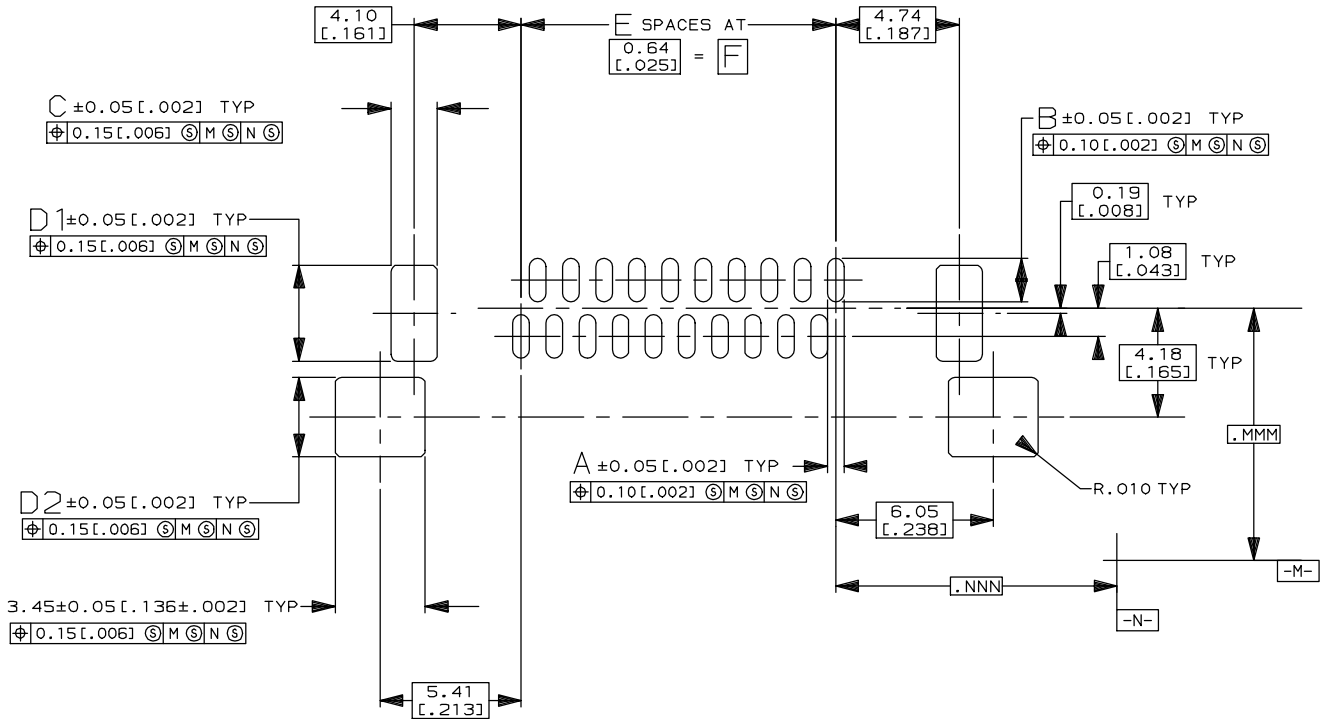 4.10
[.161]
E SPACES AT
0.64
[.025] = F
4.74
[.187]
C ±0.05[.002] TYP
⌖ 0.15[.006] Ⓢ M Ⓢ N Ⓢ
B ±0.05[.002] TYP
⌖ 0.10[.002] Ⓢ M Ⓢ N Ⓢ
0.19
[.008] TYP
D1±0.05[.002] TYP
⌖ 0.15[.006] Ⓢ M Ⓢ N Ⓢ
1.08
[.043] TYP
4.18
[.165] TYP
.MMM
A ±0.05[.002] TYP
⌖ 0.10[.002] Ⓢ M Ⓢ N Ⓢ
R.010 TYP
D2±0.05[.002] TYP
⌖ 0.15[.006] Ⓢ M Ⓢ N Ⓢ
6.05
[.238]
-M-
.NNN
3.45±0.05[.136±.002] TYP
⌖ 0.15[.006] Ⓢ M Ⓢ N Ⓢ
-N-
5.41
[.213]